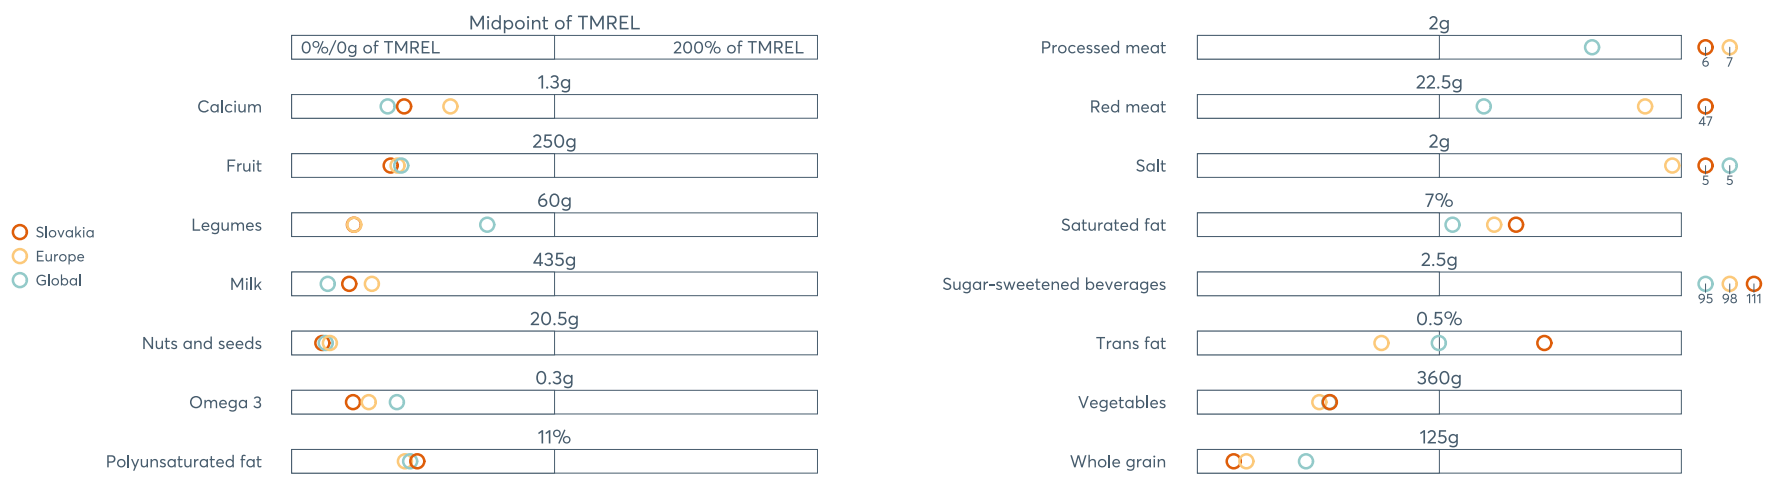 Midpoint of TMREL
0%/0g of TMREL 200% of TMREL
1.3g
Calcium
250g
Fruit
60g
Legumes
435g
Milk
20.5g
Nuts and seeds
0.3g
Omega 3
11%
Polyunsaturated fat
Slovakia
Europe
Global
2g
Processed meat
6 7
22.5g
Red meat
47
2g
Salt
5 5
7%
Saturated fat
2.5g
Sugar-sweetened beverages
95 98 111
0.5%
Trans fat
360g
Vegetables
125g
Whole grain